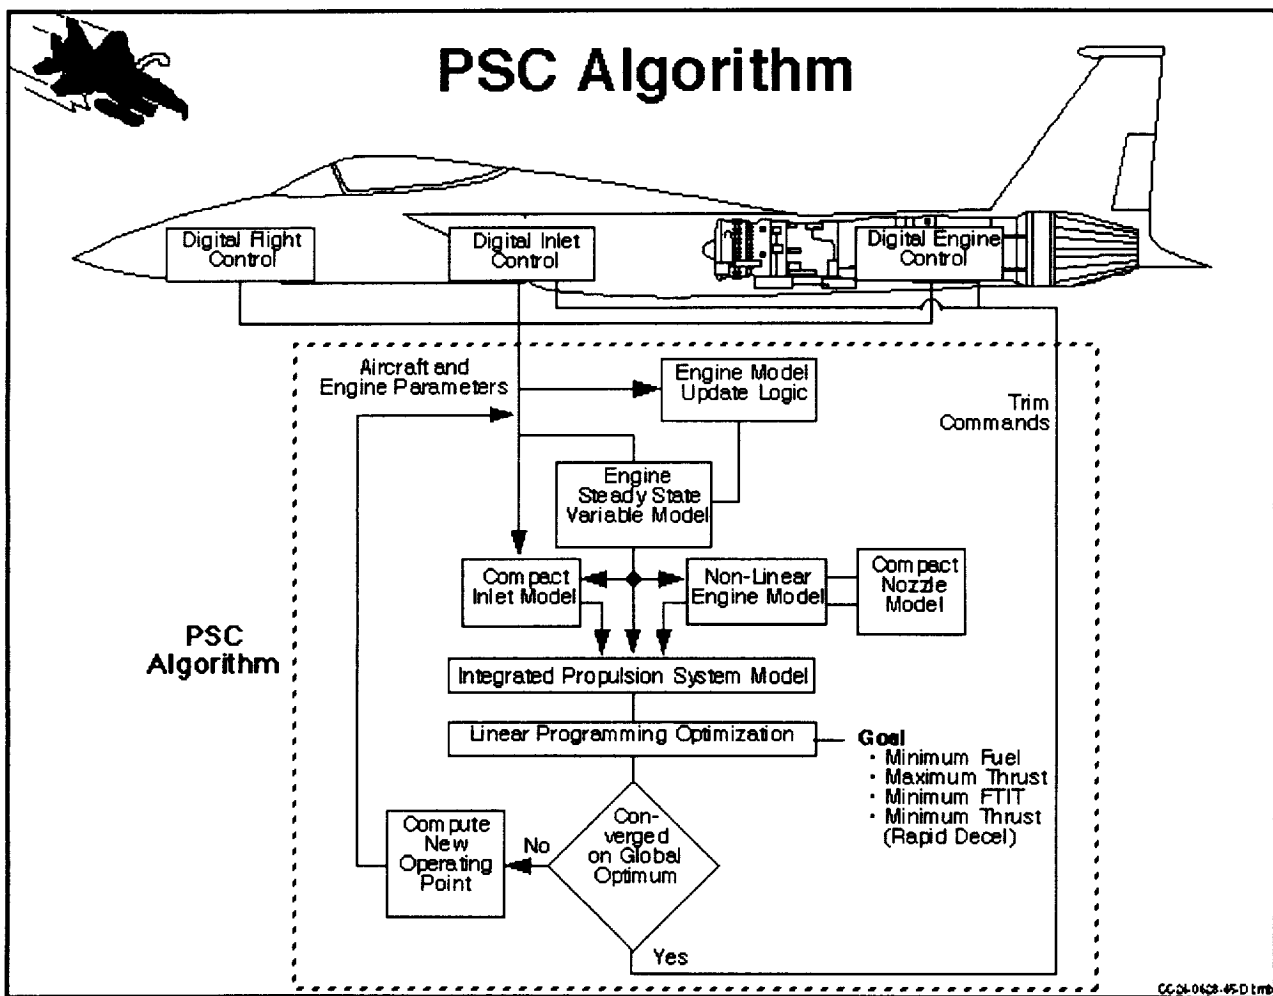 PSC Algorithm
Digital Flight
Control
Digital Inlet
Control
Digital Engine
Control
Aircraft and
Engine Parameters
Engine Model
Update Logic
Trim
Commands
Engine
Steady State
Variable Model
Compact
Inlet Model
Non-Linear
Engine Model
Compact
Nozzle
Model
PSC
Algorithm
Integrated Propulsion System Model
Linear Programming Optimization
Goal
· Minimum Fuel
· Maximum Thrust
· Minimum FTIT
· Minimum Thrust
(Rapid Decel)
Compute
New
Operating
Point
No
Con-
verged
on Global
Optimum
Yes